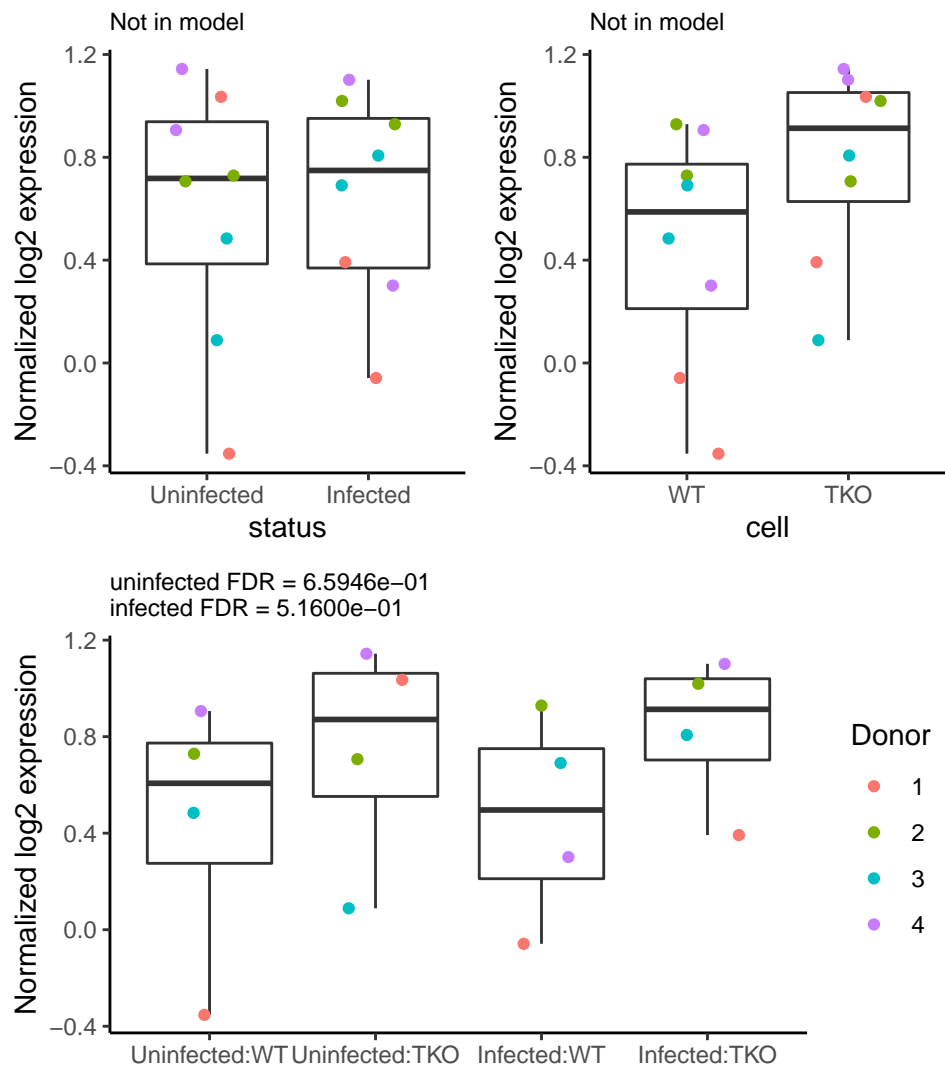 Not in model
Normalized log2 expression
1.2
0.8
0.4
0.0
−0.4
Uninfected
Infected
status
Not in model
Normalized log2 expression
1.2
0.8
0.4
0.0
−0.4
WT
TKO
cell
uninfected FDR = 6.5946e−01
infected FDR = 5.1600e−01
Normalized log2 expression
1.2
0.8
0.4
0.0
−0.4
Uninfected:WT
Uninfected:TKO
Infected:WT
Infected:TKO
Donor
1
2
3
4